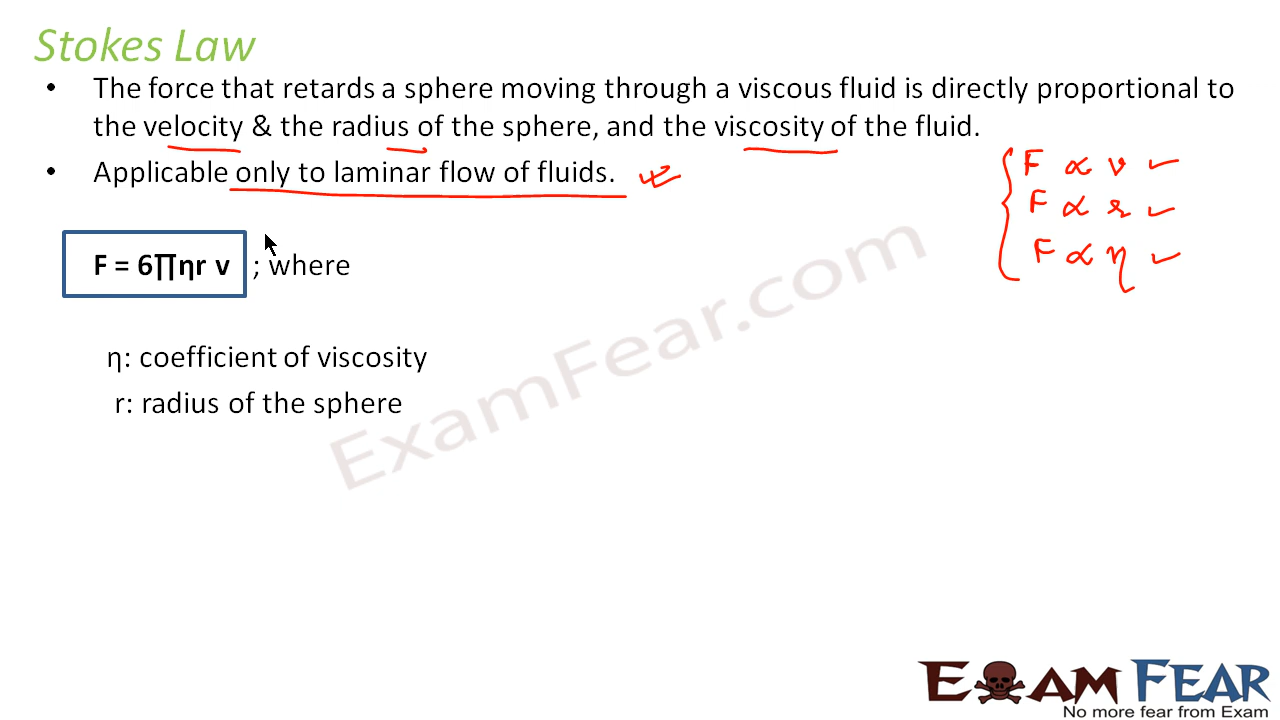 Stokes Law
• The force that retards a sphere moving through a viscous fluid is directly proportional to
the velocity & the radius of the sphere, and the viscosity of the fluid.
• Applicable only to laminar flow of fluids.
F ∝ v
F ∝ r
F ∝ η
F = 6∏ηr v ; where
η: coefficient of viscosity
r: radius of the sphere
ExamFear.com
EXAM FEAR
No more fear from Exam